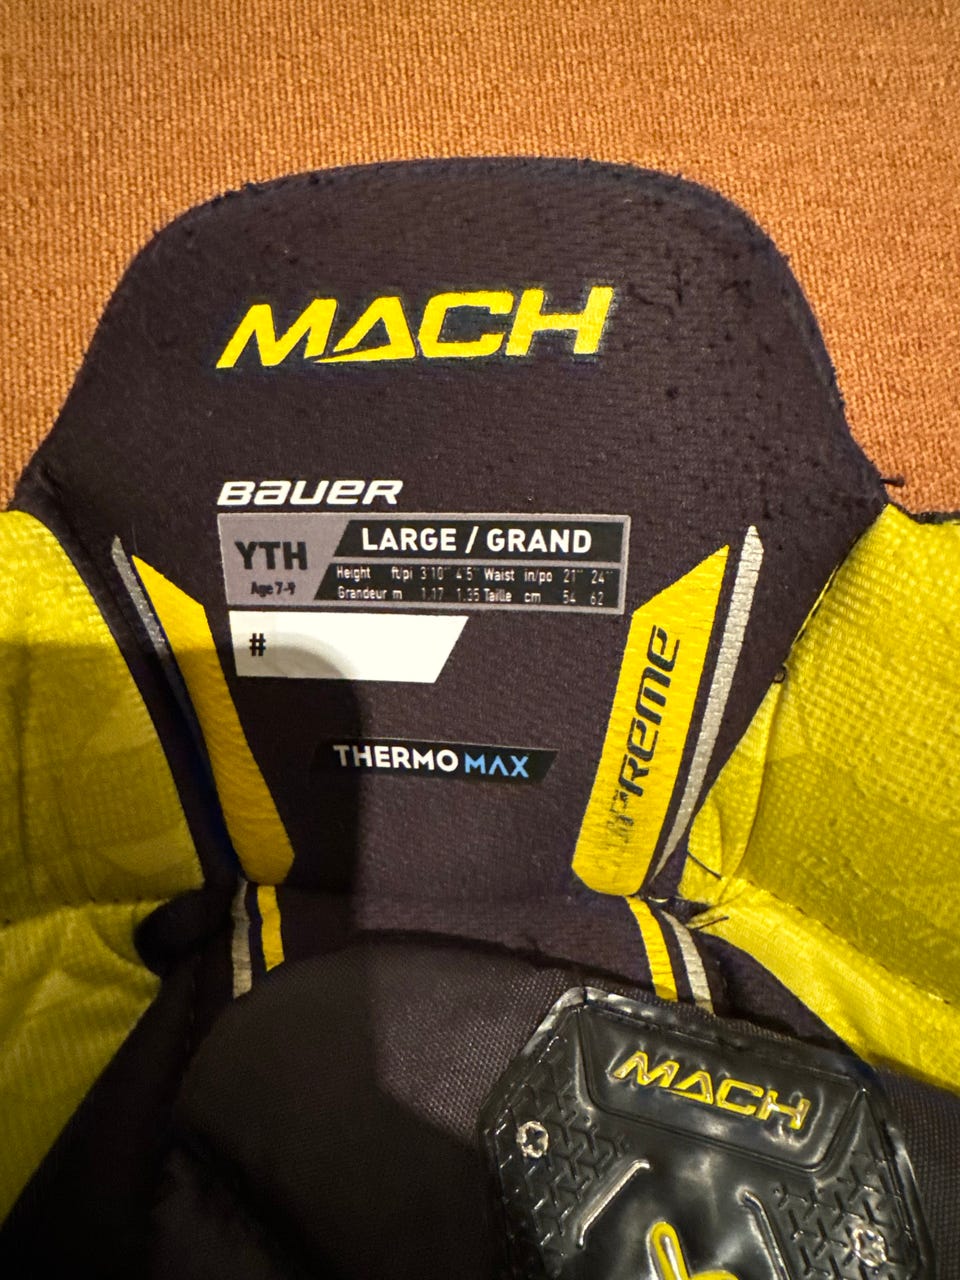 MACH
BAUER
YTH
Age 7-9
LARGE / GRAND
Height ft/pi 3'10" 4'5" Waist in/po 21" 24"
Grandeur m 1.17 1.35 Taille cm 54 62
#
THERMO MAX
PREME
MACH